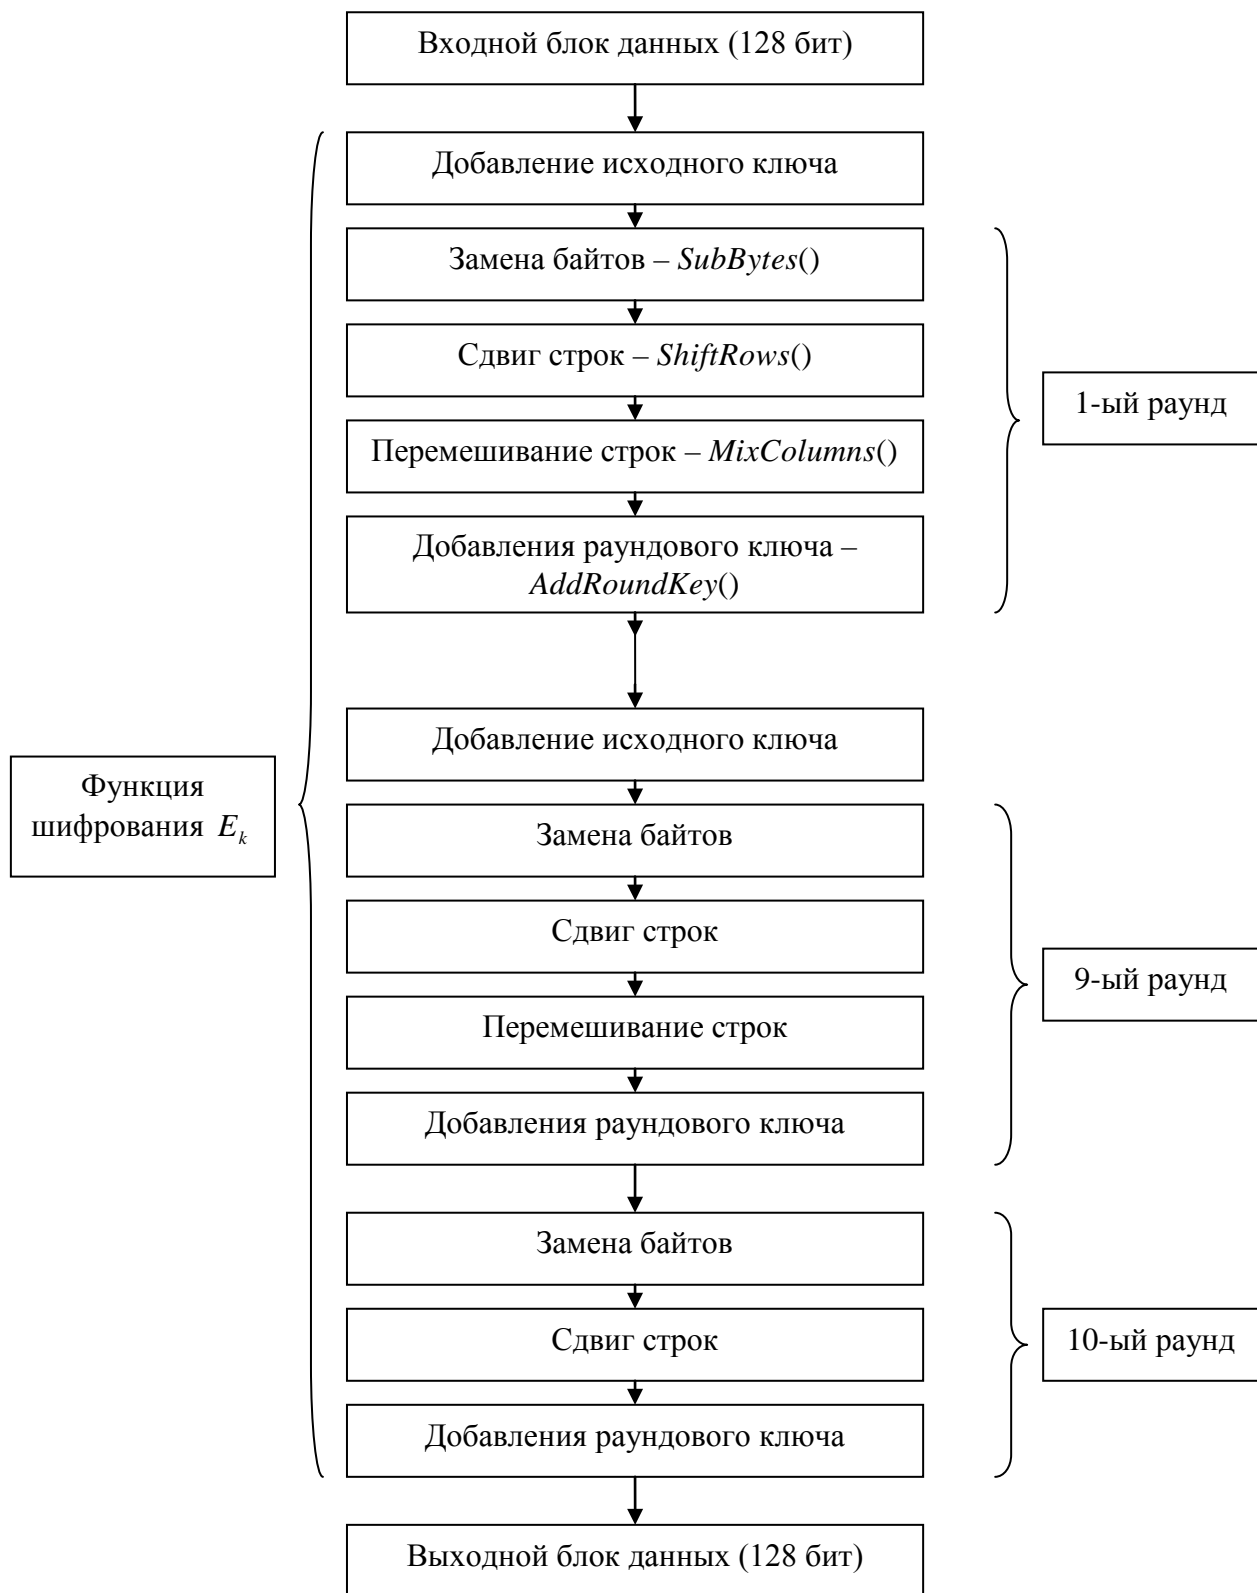 Входной блок данных (128 бит)
Добавление исходного ключа
Замена байтов – SubBytes()
Сдвиг строк – ShiftRows()
1-ый раунд
Перемешивание строк – MixColumns()
Добавления раундового ключа –
AddRoundKey()
Добавление исходного ключа
Функция
шифрования E_k
Замена байтов
Сдвиг строк
9-ый раунд
Перемешивание строк
Добавления раундового ключа
Замена байтов
Сдвиг строк
10-ый раунд
Добавления раундового ключа
Выходной блок данных (128 бит)